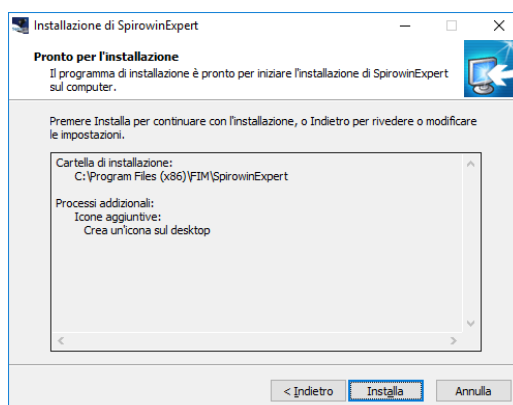 Installazione di SpirowinExpert
Pronto per l'installazione
Il programma di installazione è pronto per iniziare l'installazione di SpirowinExpert
sul computer.
Premere Installa per continuare con l'installazione, o Indietro per rivedere o modificare
le impostazioni.
Cartella di installazione:
C:\Program Files (x86)\FIM\SpirowinExpert
Processi addizionali:
Icone aggiuntive:
Crea un'icona sul desktop
< Indietro
Installa
Annulla